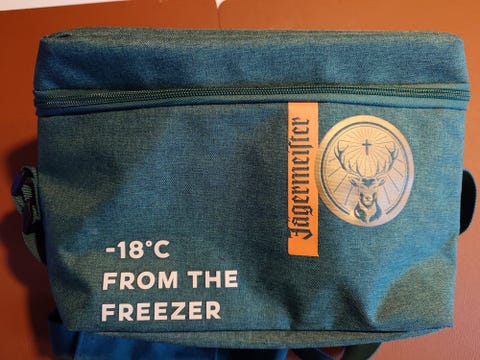 Jägermeister
-18°C
FROM THE
FREEZER